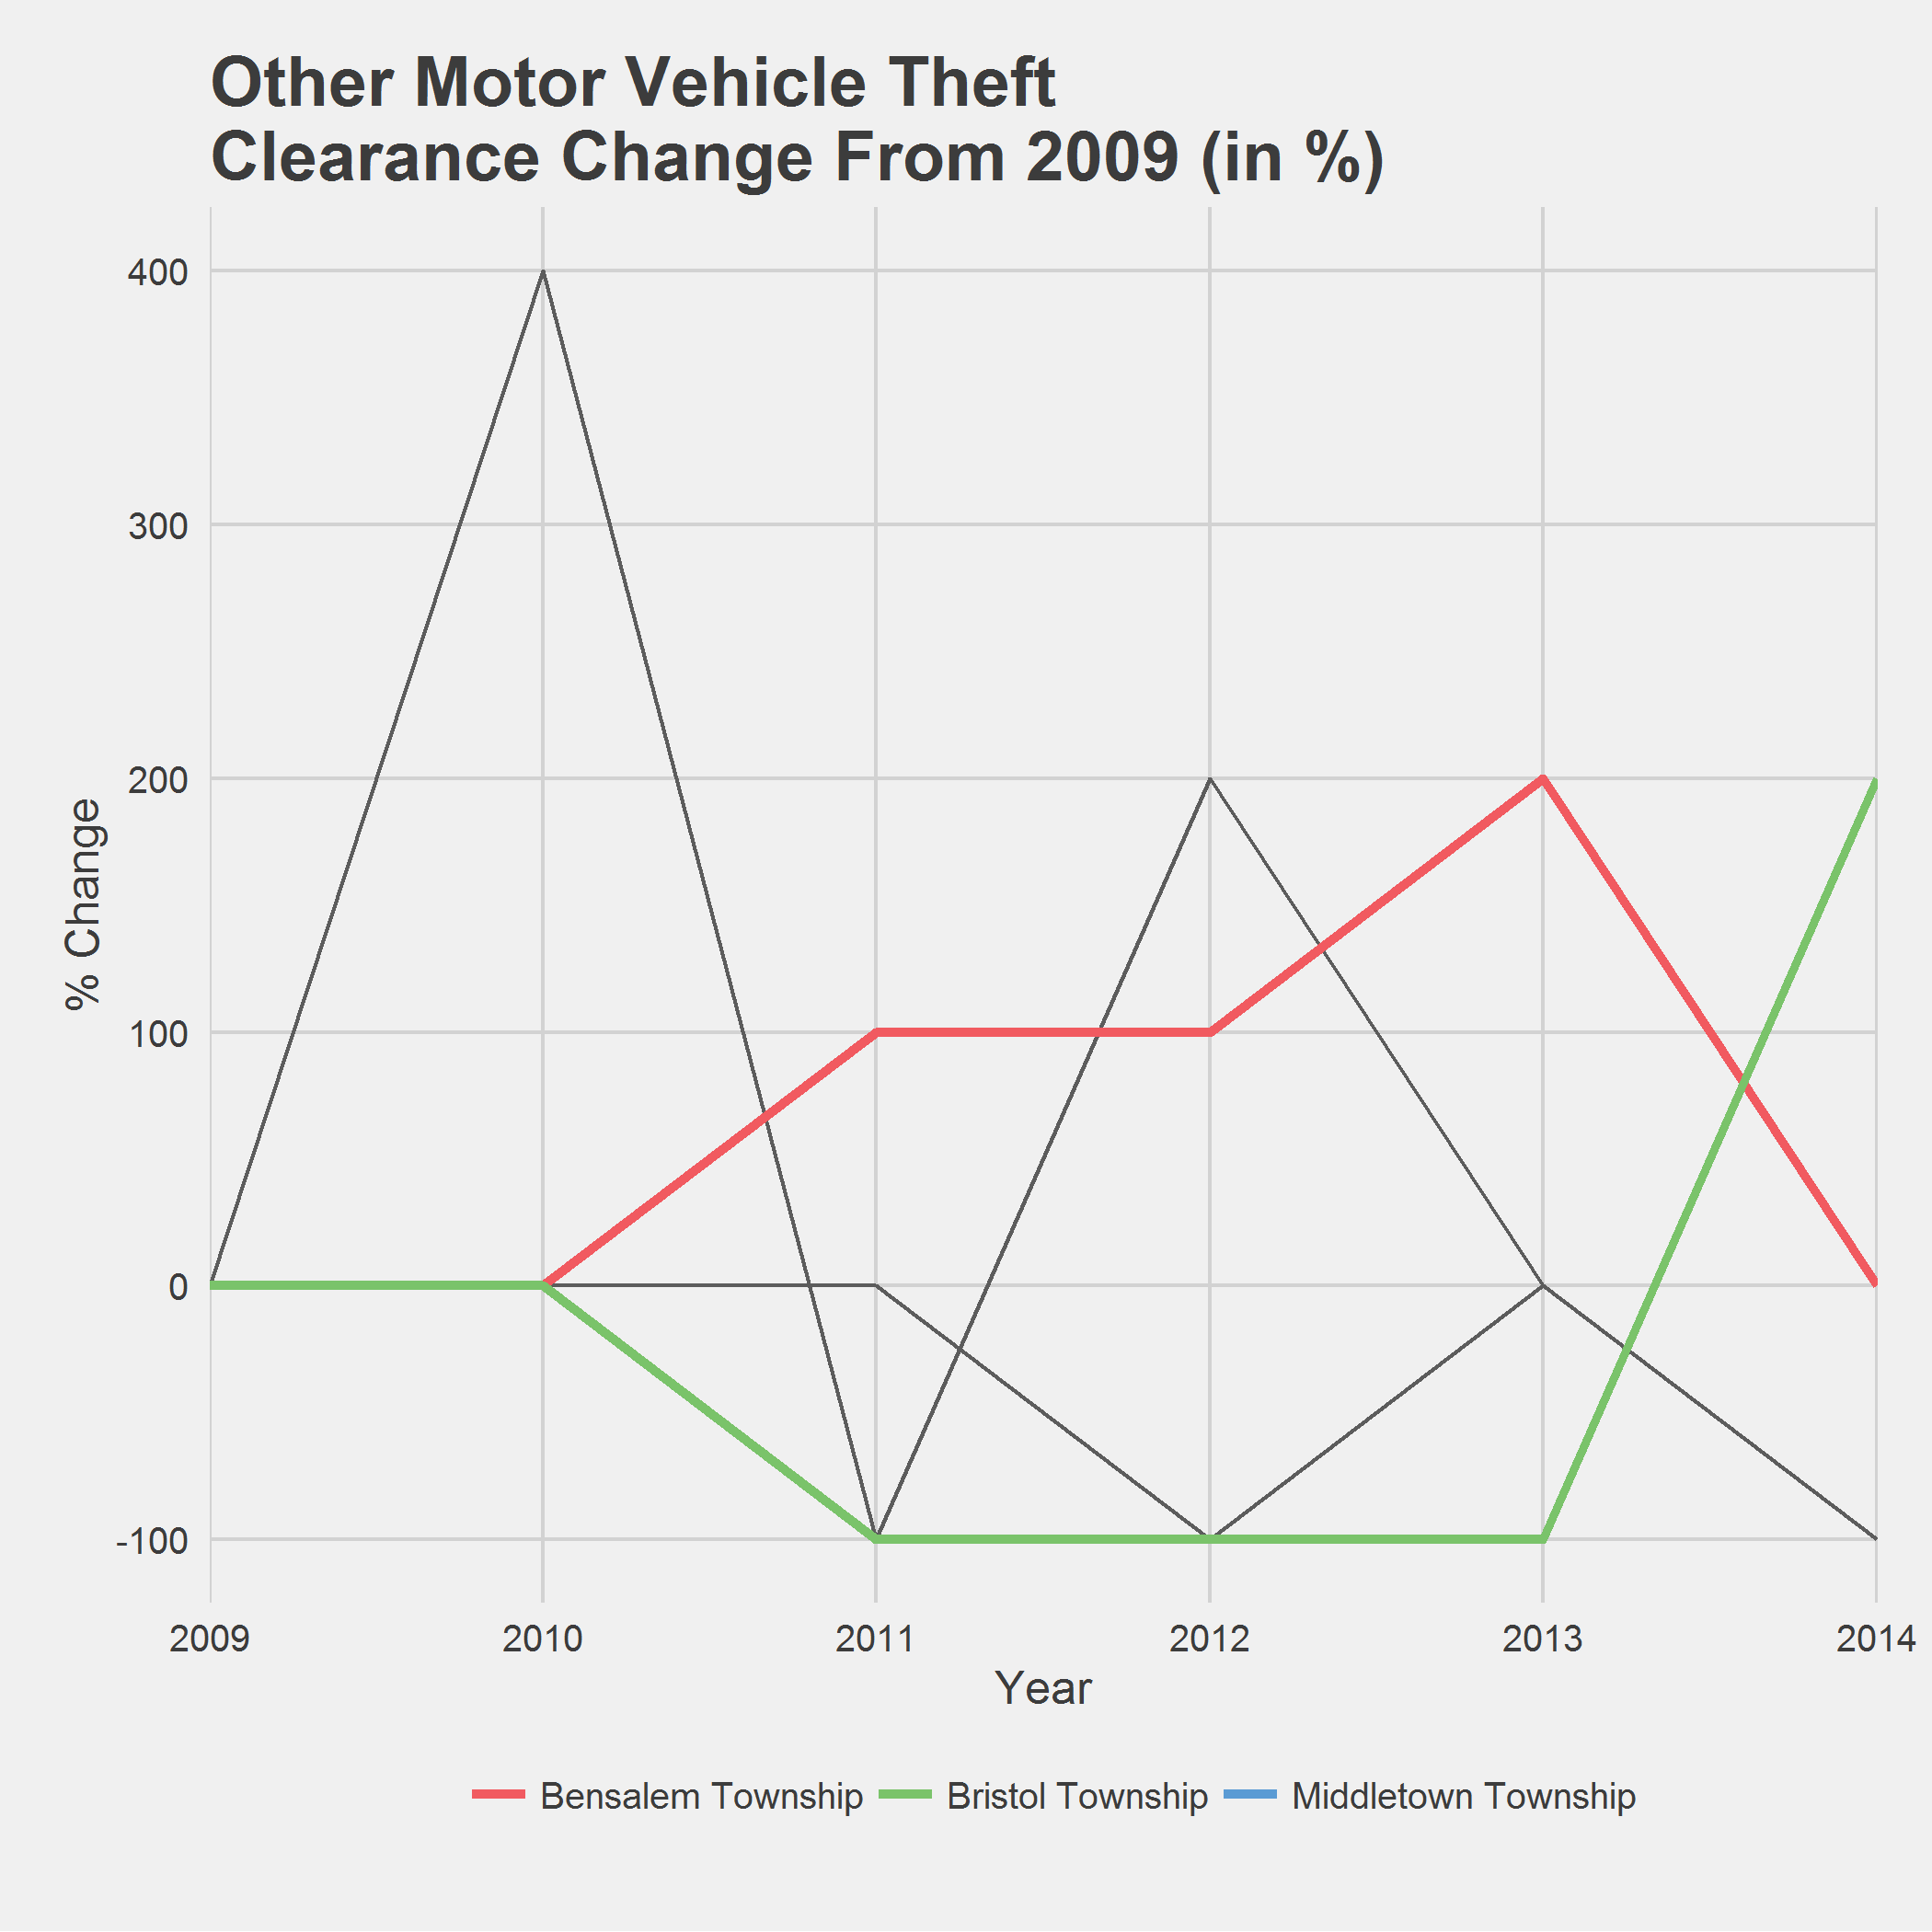 Other Motor Vehicle Theft
Clearance Change From 2009 (in %)
400
300
200
100
0
-100
% Change
2009 2010 2011 2012 2013 2014
Year
Bensalem Township Bristol Township Middletown Township